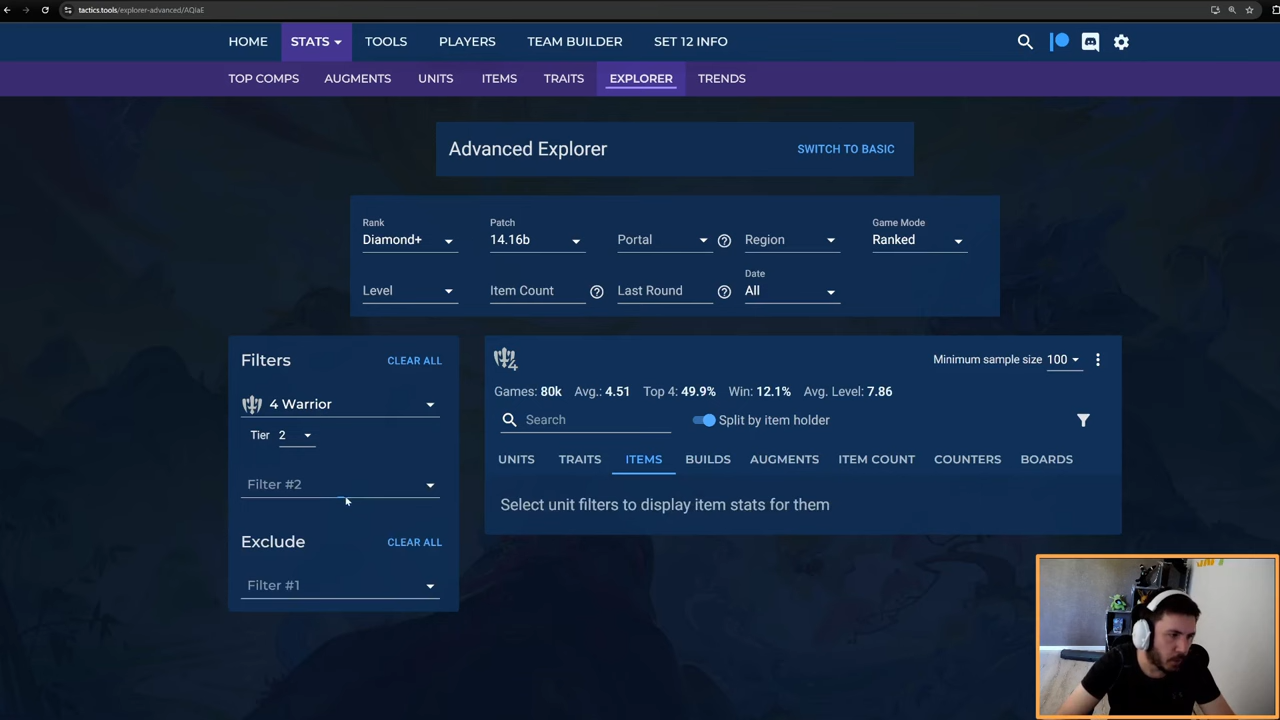 tactics.tools/explorer-advanced/AQIaE
HOME STATS TOOLS PLAYERS TEAM BUILDER SET 12 INFO
TOP COMPS AUGMENTS UNITS ITEMS TRAITS EXPLORER TRENDS
Advanced Explorer SWITCH TO BASIC
Rank Patch Game Mode
Diamond+ 14.16b Portal Region Ranked
Date
Level Item Count Last Round All
Filters CLEAR ALL
4 Warrior
Tier 2
Filter #2
Exclude CLEAR ALL
Filter #1
4 Minimum sample size 100
Games: 80k Avg.: 4.51 Top 4: 49.9% Win: 12.1% Avg. Level: 7.86
Search Split by item holder
UNITS TRAITS ITEMS BUILDS AUGMENTS ITEM COUNT COUNTERS BOARDS
Select unit filters to display item stats for them